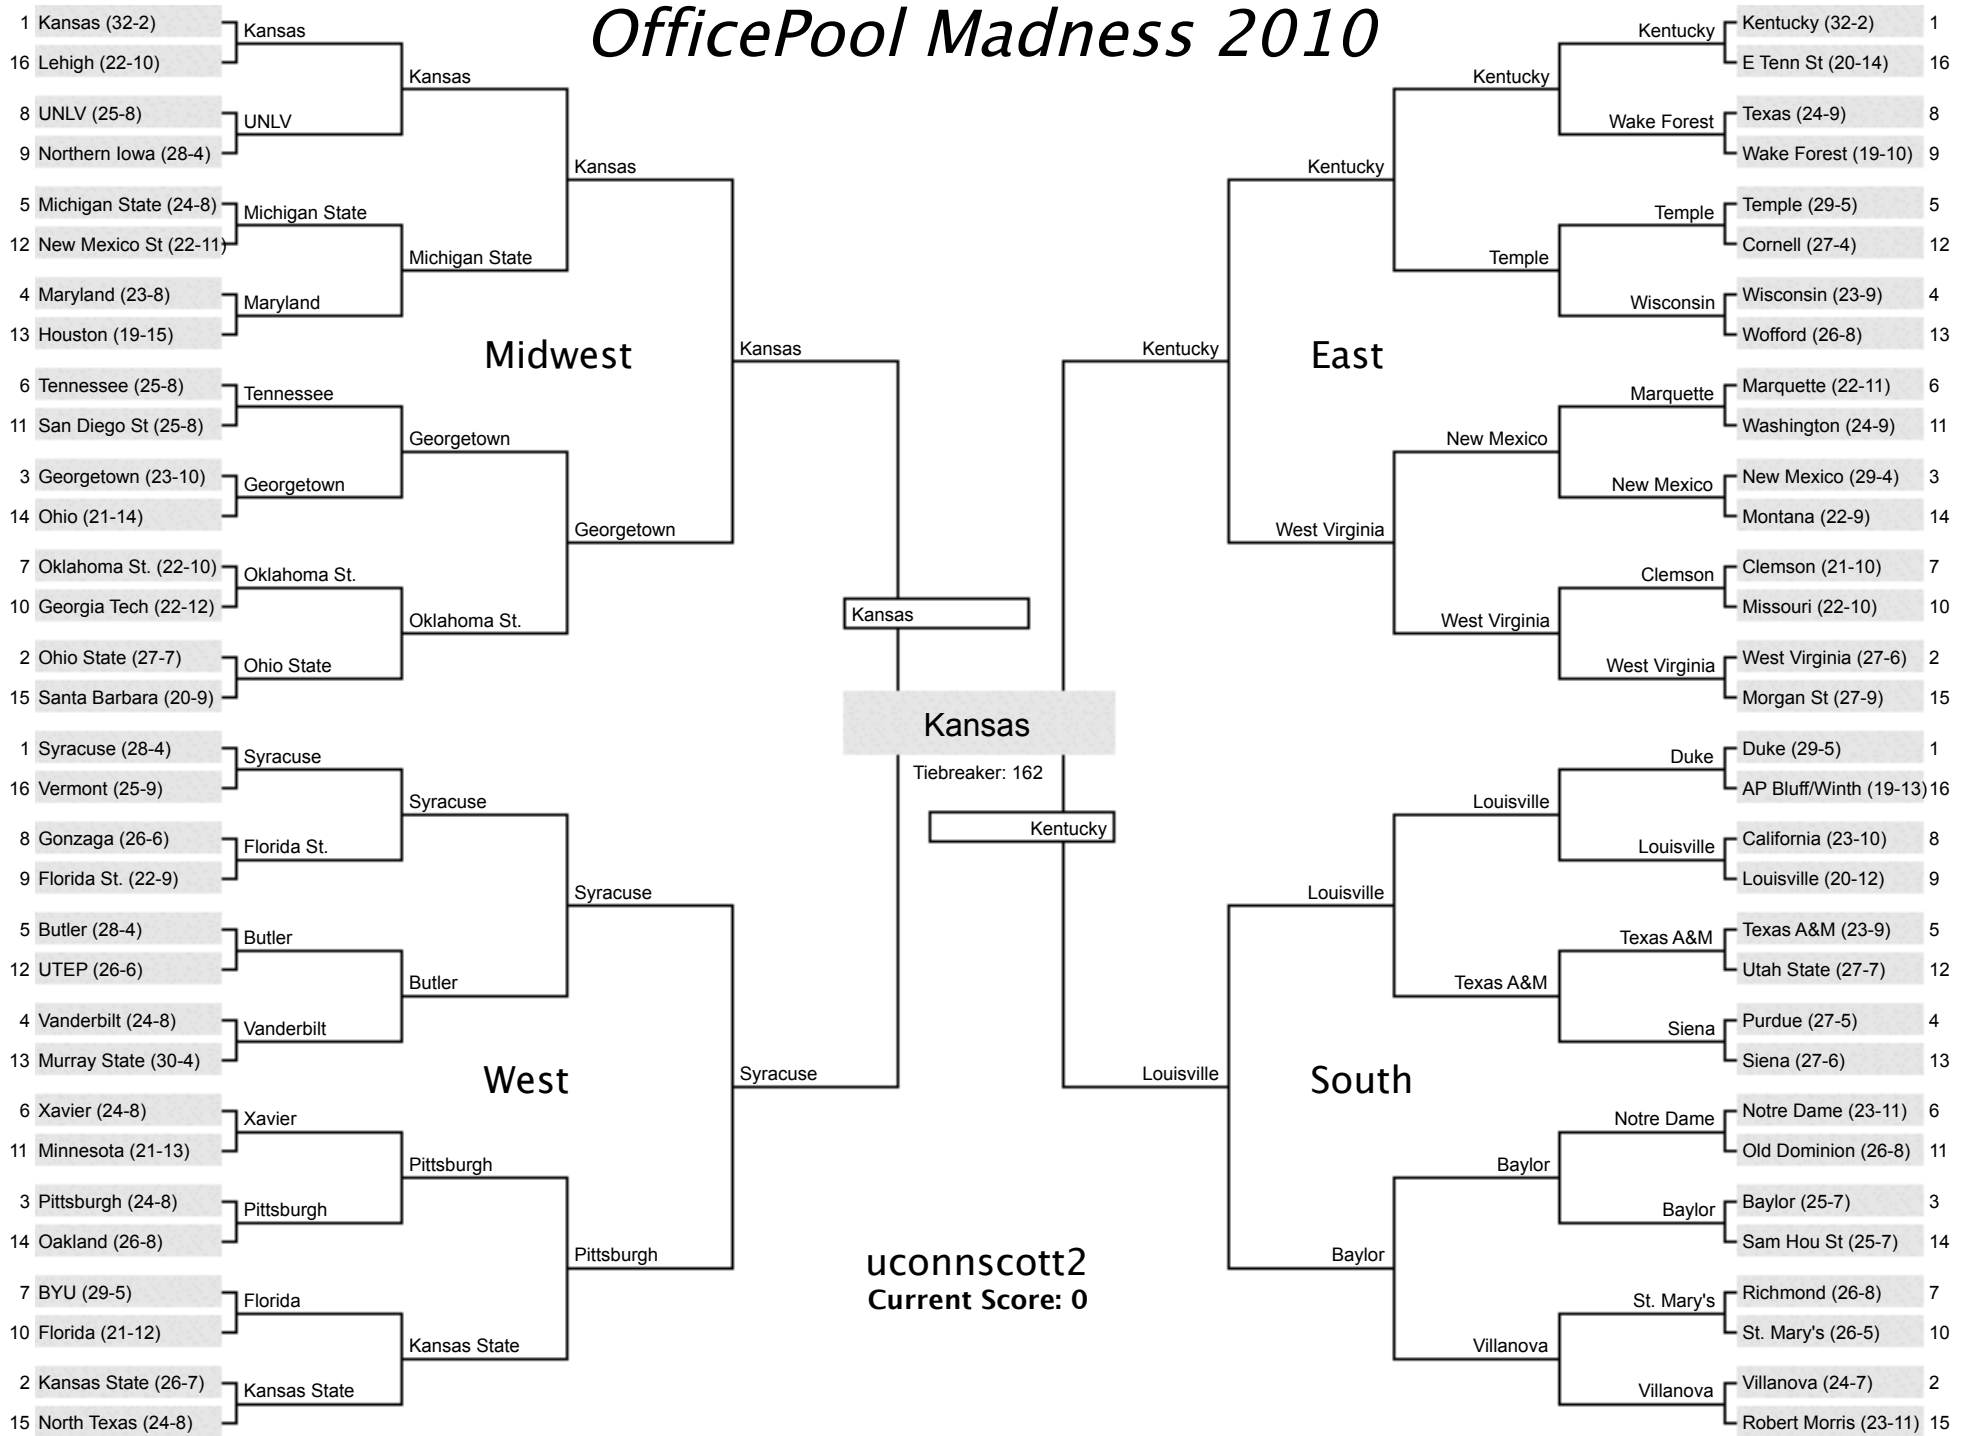 OfficePool Madness 2010
1 Kansas (32-2)
16 Lehigh (22-10)
8 UNLV (25-8)
9 Northern Iowa (28-4)
5 Michigan State (24-8)
12 New Mexico St (22-11)
4 Maryland (23-8)
13 Houston (19-15)
6 Tennessee (25-8)
11 San Diego St (25-8)
3 Georgetown (23-10)
14 Ohio (21-14)
7 Oklahoma St. (22-10)
10 Georgia Tech (22-12)
2 Ohio State (27-7)
15 Santa Barbara (20-9)
Kansas
UNLV
Michigan State
Maryland
Tennessee
Georgetown
Oklahoma St.
Ohio State
Kansas
Michigan State
Georgetown
Oklahoma St.
Kansas
Georgetown
Kansas
Midwest
1 Syracuse (28-4)
16 Vermont (25-9)
8 Gonzaga (26-6)
9 Florida St. (22-9)
5 Butler (28-4)
12 UTEP (26-6)
4 Vanderbilt (24-8)
13 Murray State (30-4)
6 Xavier (24-8)
11 Minnesota (21-13)
3 Pittsburgh (24-8)
14 Oakland (26-8)
7 BYU (29-5)
10 Florida (21-12)
2 Kansas State (26-7)
15 North Texas (24-8)
Syracuse
Florida St.
Butler
Vanderbilt
Xavier
Pittsburgh
Florida
Kansas State
Syracuse
Butler
Pittsburgh
Kansas State
Syracuse
Pittsburgh
Syracuse
West
Kansas
Kansas
Tiebreaker: 162
Kentucky
uconnscott2
Current Score: 0
Kentucky (32-2) 1
E Tenn St (20-14) 16
Texas (24-9) 8
Wake Forest (19-10) 9
Temple (29-5) 5
Cornell (27-4) 12
Wisconsin (23-9) 4
Wofford (26-8) 13
Marquette (22-11) 6
Washington (24-9) 11
New Mexico (29-4) 3
Montana (22-9) 14
Clemson (21-10) 7
Missouri (22-10) 10
West Virginia (27-6) 2
Morgan St (27-9) 15
Kentucky
Wake Forest
Temple
Wisconsin
Marquette
New Mexico
Clemson
West Virginia
Kentucky
Temple
New Mexico
West Virginia
Kentucky
West Virginia
Kentucky
East
Duke (29-5) 1
AP Bluff/Winth (19-13) 16
California (23-10) 8
Louisville (20-12) 9
Texas A&M (23-9) 5
Utah State (27-7) 12
Purdue (27-5) 4
Siena (27-6) 13
Notre Dame (23-11) 6
Old Dominion (26-8) 11
Baylor (25-7) 3
Sam Hou St (25-7) 14
Richmond (26-8) 7
St. Mary's (26-5) 10
Villanova (24-7) 2
Robert Morris (23-11) 15
Duke
Louisville
Texas A&M
Siena
Notre Dame
Baylor
St. Mary's
Villanova
Louisville
Texas A&M
Baylor
Villanova
Louisville
Baylor
Louisville
South